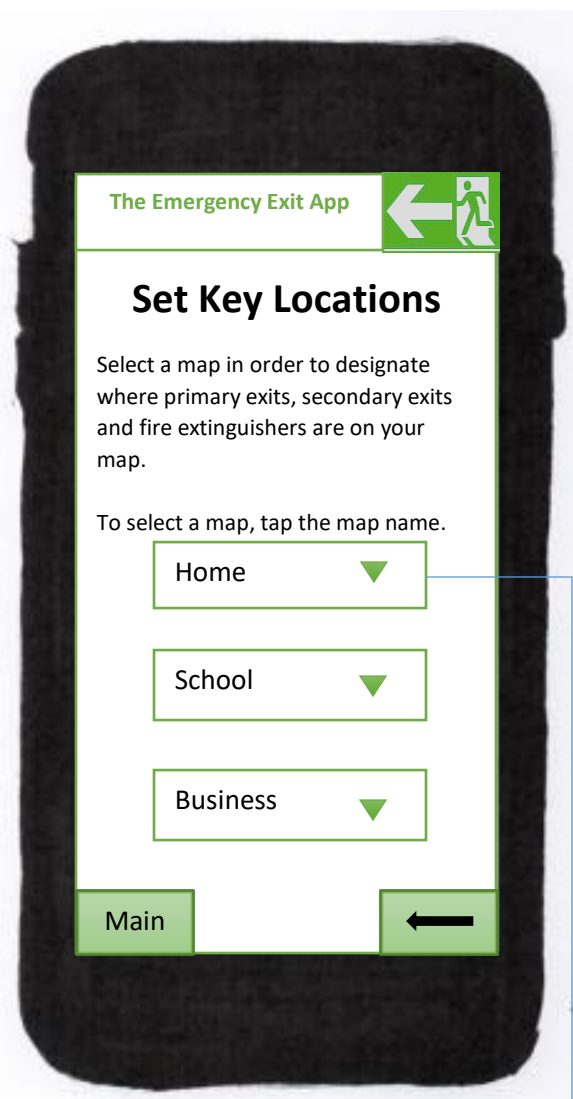 The Emergency Exit App
Set Key Locations
Select a map in order to designate
where primary exits, secondary exits
and fire extinguishers are on your
map.
To select a map, tap the map name.
Home
School
Business
Main